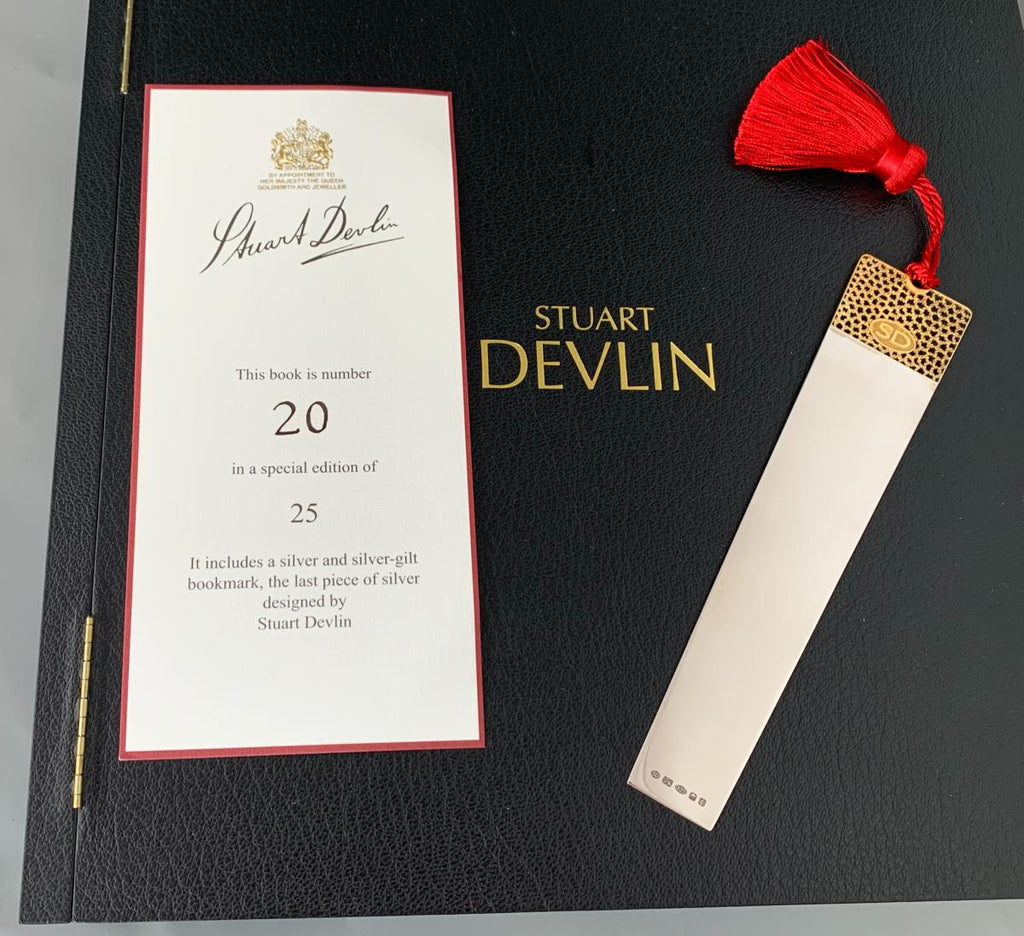 BY APPOINTMENT TO
HER MAJESTY THE QUEEN
GOLDSMITH AND JEWELLER
Stuart Devlin
This book is number
20
in a special edition of
25
It includes a silver and silver-gilt
bookmark, the last piece of silver
designed by
Stuart Devlin
STUART
DEVLIN
SD